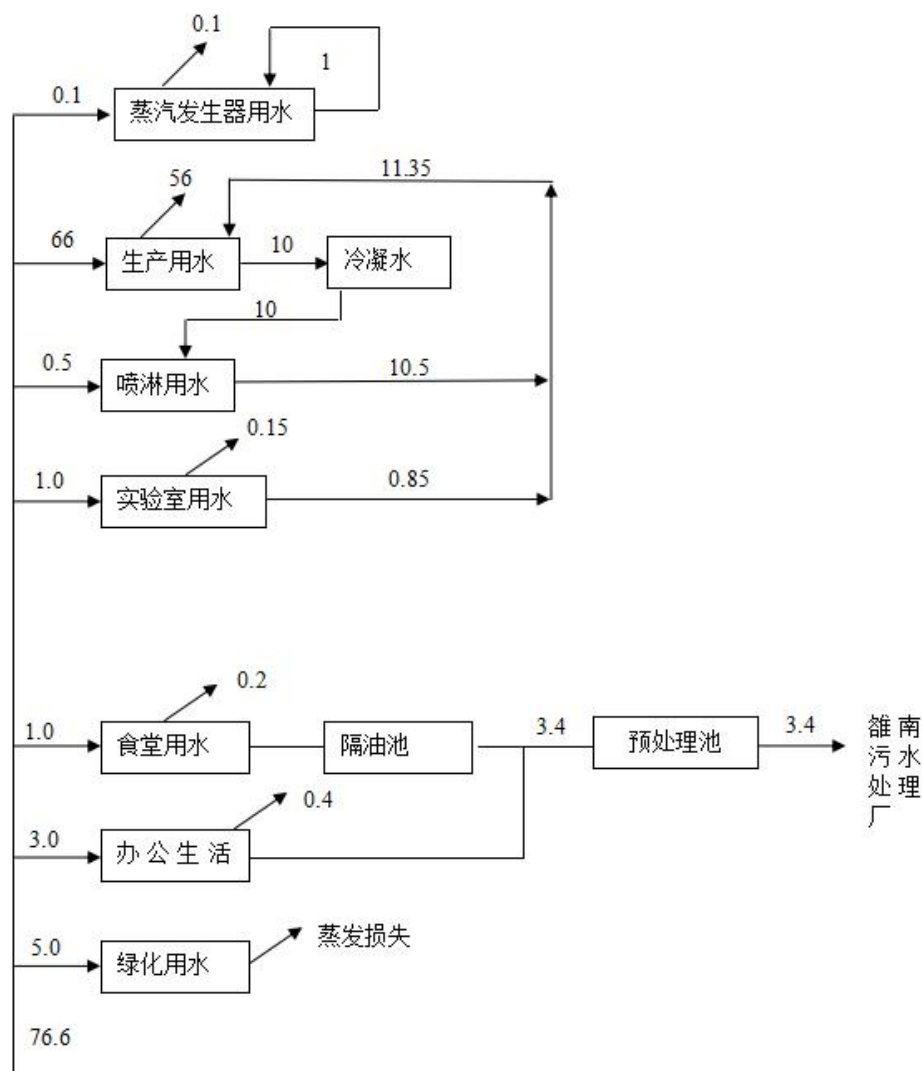 0.1
1
0.1
蒸汽发生器用水
11.35
56
66
生产用水
10
冷凝水
10
0.5
喷淋用水
10.5
0.15
1.0
实验室用水
0.85
0.2
1.0
食堂用水
隔油池
3.4
预处理池
3.4
雒南
污水
处理
厂
0.4
3.0
办公生活
蒸发损失
5.0
绿化用水
76.6